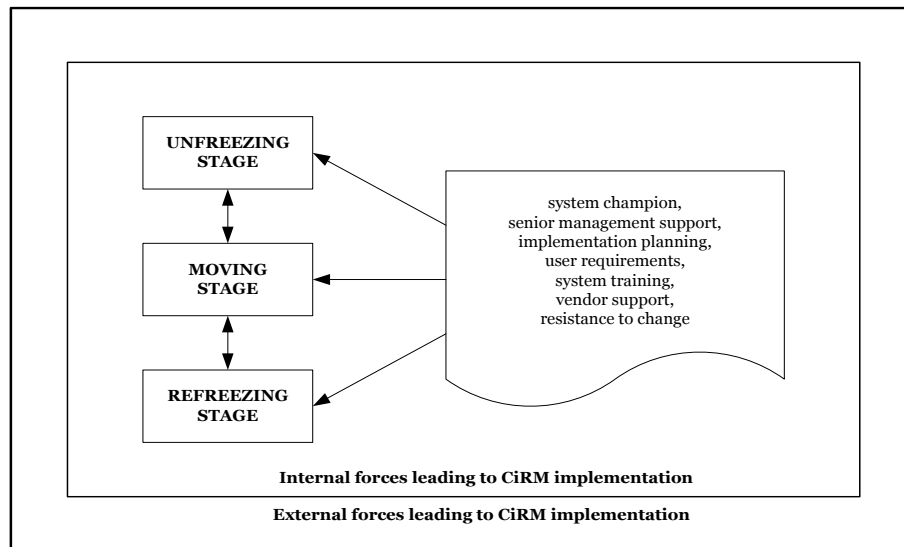 UNFREEZING
STAGE
MOVING
STAGE
REFREEZING
STAGE
system champion,
senior management support,
implementation planning,
user requirements,
system training,
vendor support,
resistance to change
Internal forces leading to CiRM implementation
External forces leading to CiRM implementation